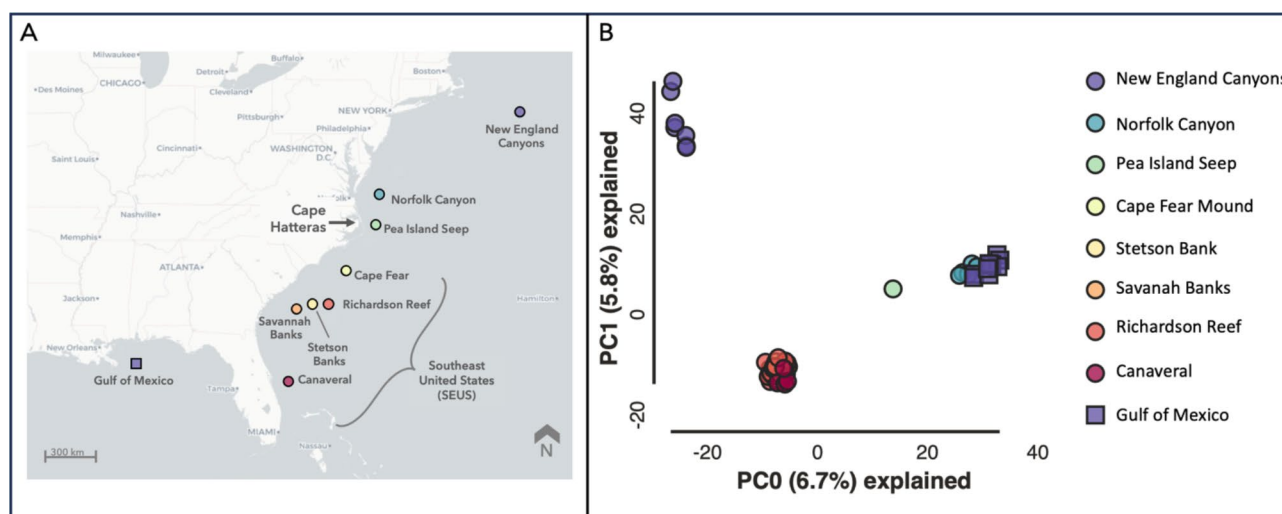 A
Milwaukee
Buffalo
Boston
CHICAGO
Detroit
Des Moines
Cleveland
NEW YORK
Pittsburgh
Philadelphia
New England
Canyons
Cincinnati
WASHINGTON
D.C.
Saint Louis
Norfolk Canyon
Cape
Hatteras
Nashville
Pea Island Seep
Memphis
ATLANTA
Cape Fear
Jackson
Richardson Reef
Hamilton
Savannah
Banks
Stetson
Banks
New Orleans
Southeast
United States
(SEUS)
Gulf of Mexico
Canaveral
Tampa
MIAMI
Nassau
300 km
N
B
PC1 (5.8%) explained
40
20
0
-20
-20 0 20 40
PC0 (6.7%) explained
New England Canyons
Norfolk Canyon
Pea Island Seep
Cape Fear Mound
Stetson Bank
Savanah Banks
Richardson Reef
Canaveral
Gulf of Mexico